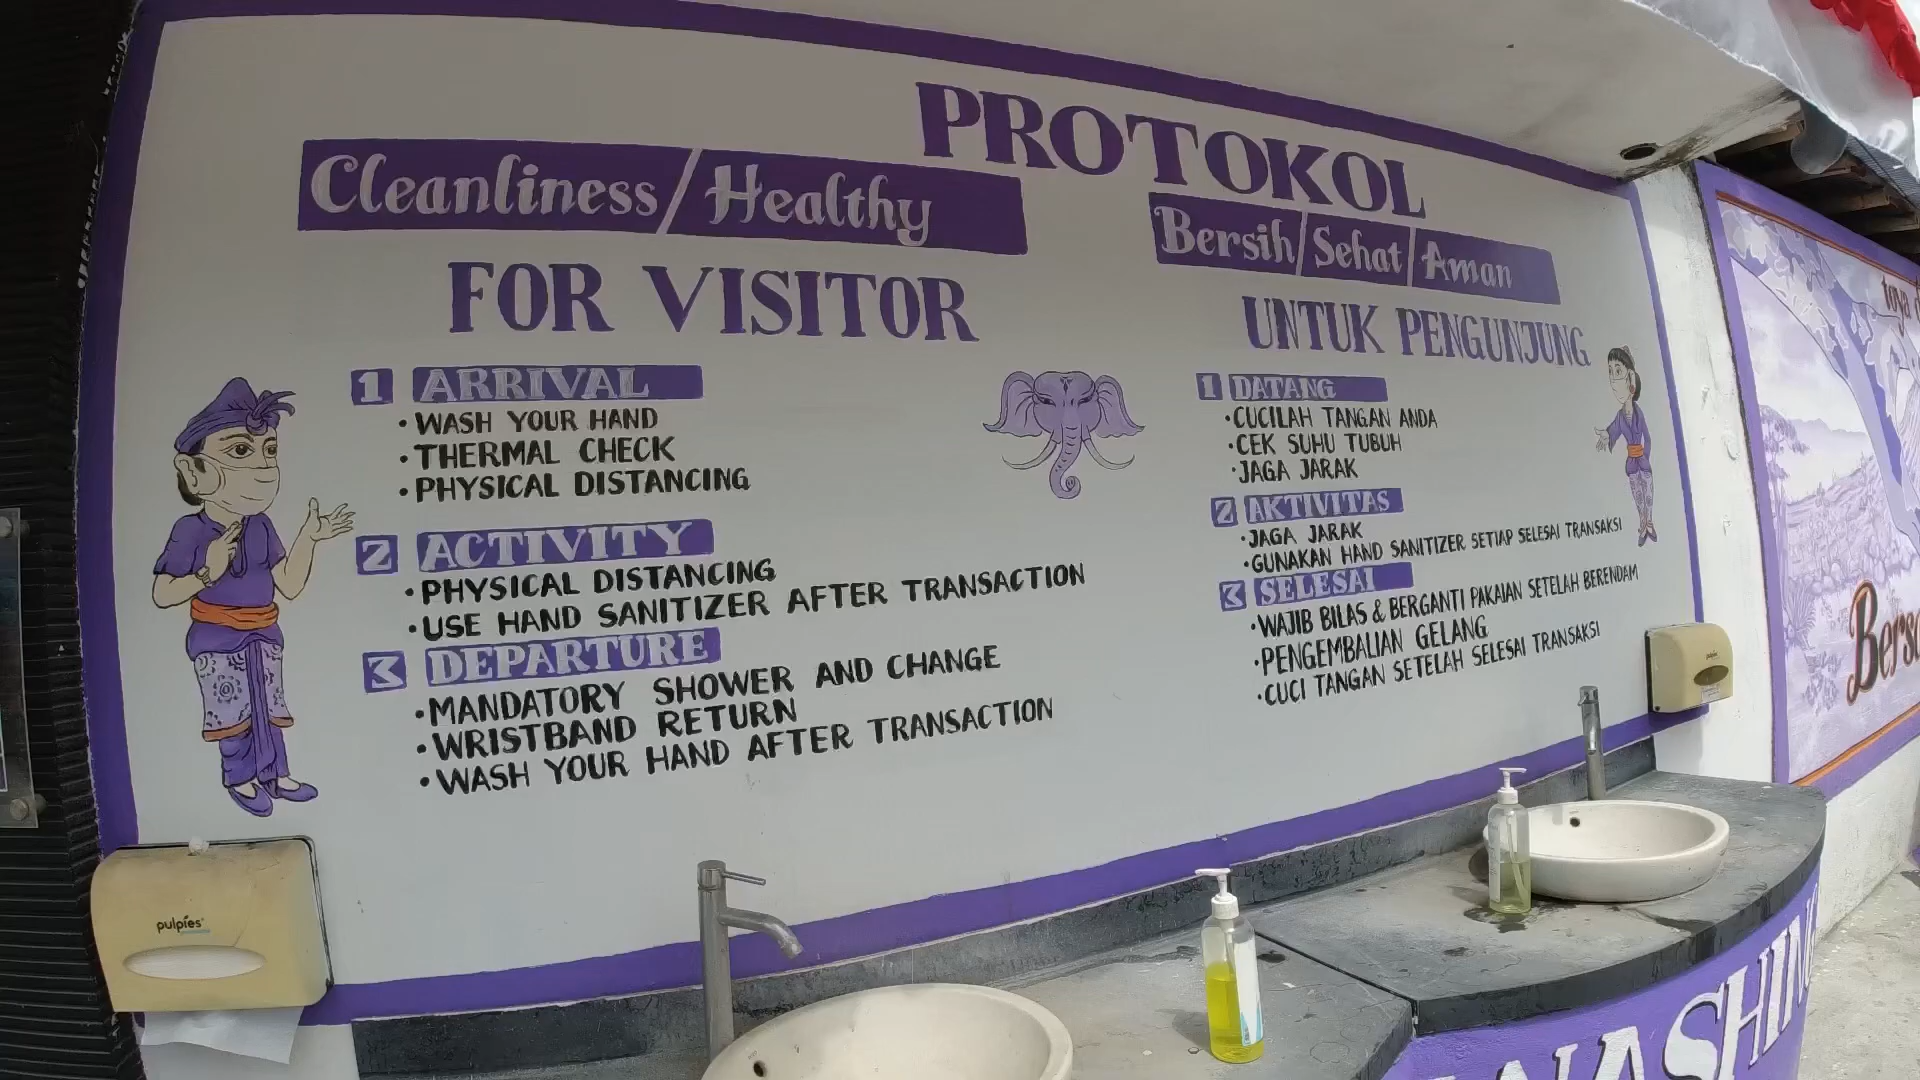 PROTOKOL
Cleanliness/Healthy
FOR VISITOR
1 ARRIVAL
•WASH YOUR HAND
•THERMAL CHECK
•PHYSICAL DISTANCING
2 ACTIVITY
•PHYSICAL DISTANCING
•USE HAND SANITIZER AFTER TRANSACTION
3 DEPARTURE
•MANDATORY SHOWER AND CHANGE
•WRISTBAND RETURN
•WASH YOUR HAND AFTER TRANSACTION
Bersih/Sehat/Aman
UNTUK PENGUNJUNG
1 DATANG
•CUCILAH TANGAN ANDA
•CEK SUHU TUBUH
•JAGA JARAK
2 AKTIVITAS
•JAGA JARAK
•GUNAKAN HAND SANITIZER SETIAP SELESAI TRANSAKSI
3 SELESAI
•WAJIB BILAS & BERGANTI PAKAIAN SETELAH BERENDAM
•PENGEMBALIAN GELANG
•CUCI TANGAN SETELAH SELESAI TRANSAKSI
pulpies
toya